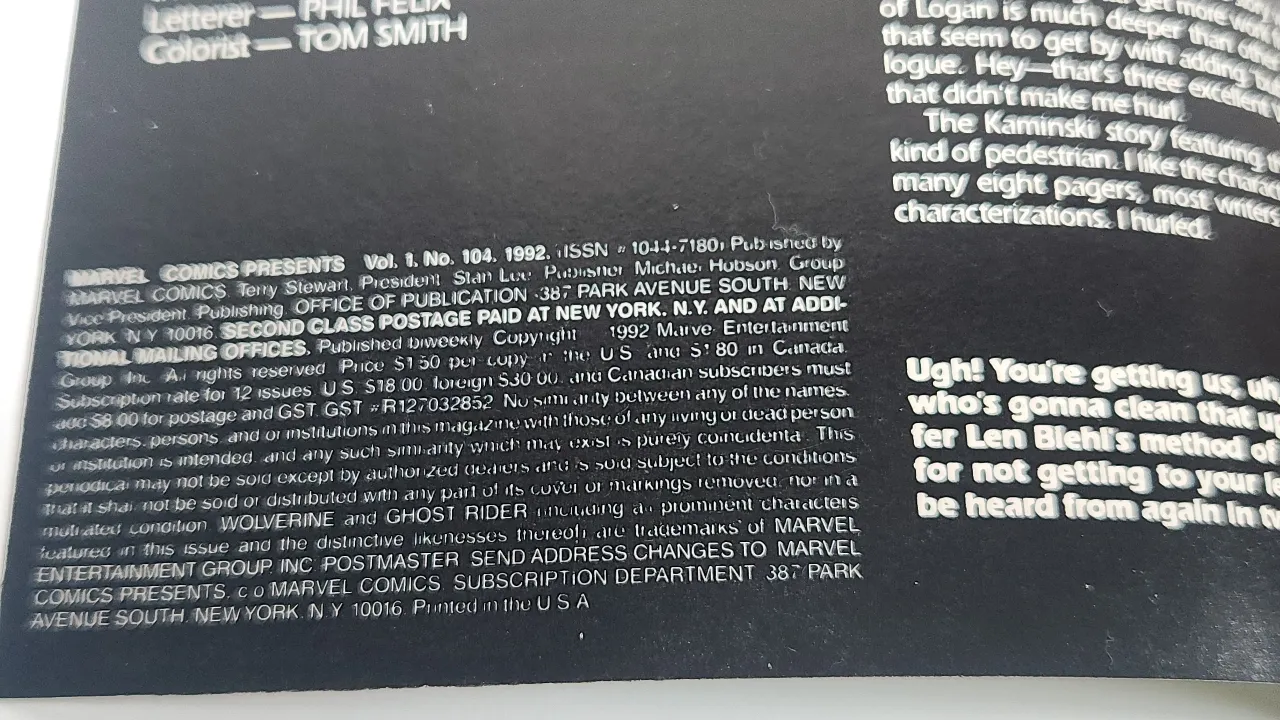 Letterer— PHIL FELIX
Colorist— TOM SMITH
MARVEL COMICS PRESENTS Vol. 1, No. 104, 1992. (ISSN # 1044-7180) Published by
MARVEL COMICS, Terry Stewart, President. Stan Lee, Publisher. Michael Hobson, Group
Vice-President, Publishing. OFFICE OF PUBLICATION 387 PARK AVENUE SOUTH, NEW
YORK, N.Y. 10016. SECOND CLASS POSTAGE PAID AT NEW YORK, N.Y. AND AT ADDI-
TIONAL MAILING OFFICES. Published biweekly. Copyright 1992 Marvel Entertainment
Group, Inc. All rights reserved. Price $1.50 per copy in the U.S. and $1.80 in Canada.
Subscription rate for 12 issues: U.S. $18.00, foreign $30.00, and Canadian subscribers must
add $8.00 for postage and GST. GST #R127032852. No similarity between any of the names,
characters, persons, and/or institutions in this magazine with those of any living or dead person
or institution is intended, and any such similarity which may exist is purely coincidental. This
periodical may not be sold except by authorized dealers and is sold subject to the conditions
that it shall not be sold or distributed with any part of its cover or markings removed, nor in a
mutilated condition. WOLVERINE and GHOST RIDER (including all prominent characters
featured in this issue and the distinctive likenesses thereof) are trademarks of MARVEL
ENTERTAINMENT GROUP, INC. POSTMASTER: SEND ADDRESS CHANGES TO MARVEL
COMICS PRESENTS, c/o MARVEL COMICS, SUBSCRIPTION DEPARTMENT, 387 PARK
AVENUE SOUTH, NEW YORK, N.Y. 10016. Printed in the U.S.A.
of Logan is much deeper than
that seem to get by with adding
logue. Hey—that's three excellent
that didn't make me hurl.
The Kaminski story featuring
kind of pedestrian. I like the
many eight pagers, most writers
characterizations. I hurled.
Ugh! You're getting us, uh
who's gonna clean that
fer Len Biehl's method of
for not getting to your
be heard from again in